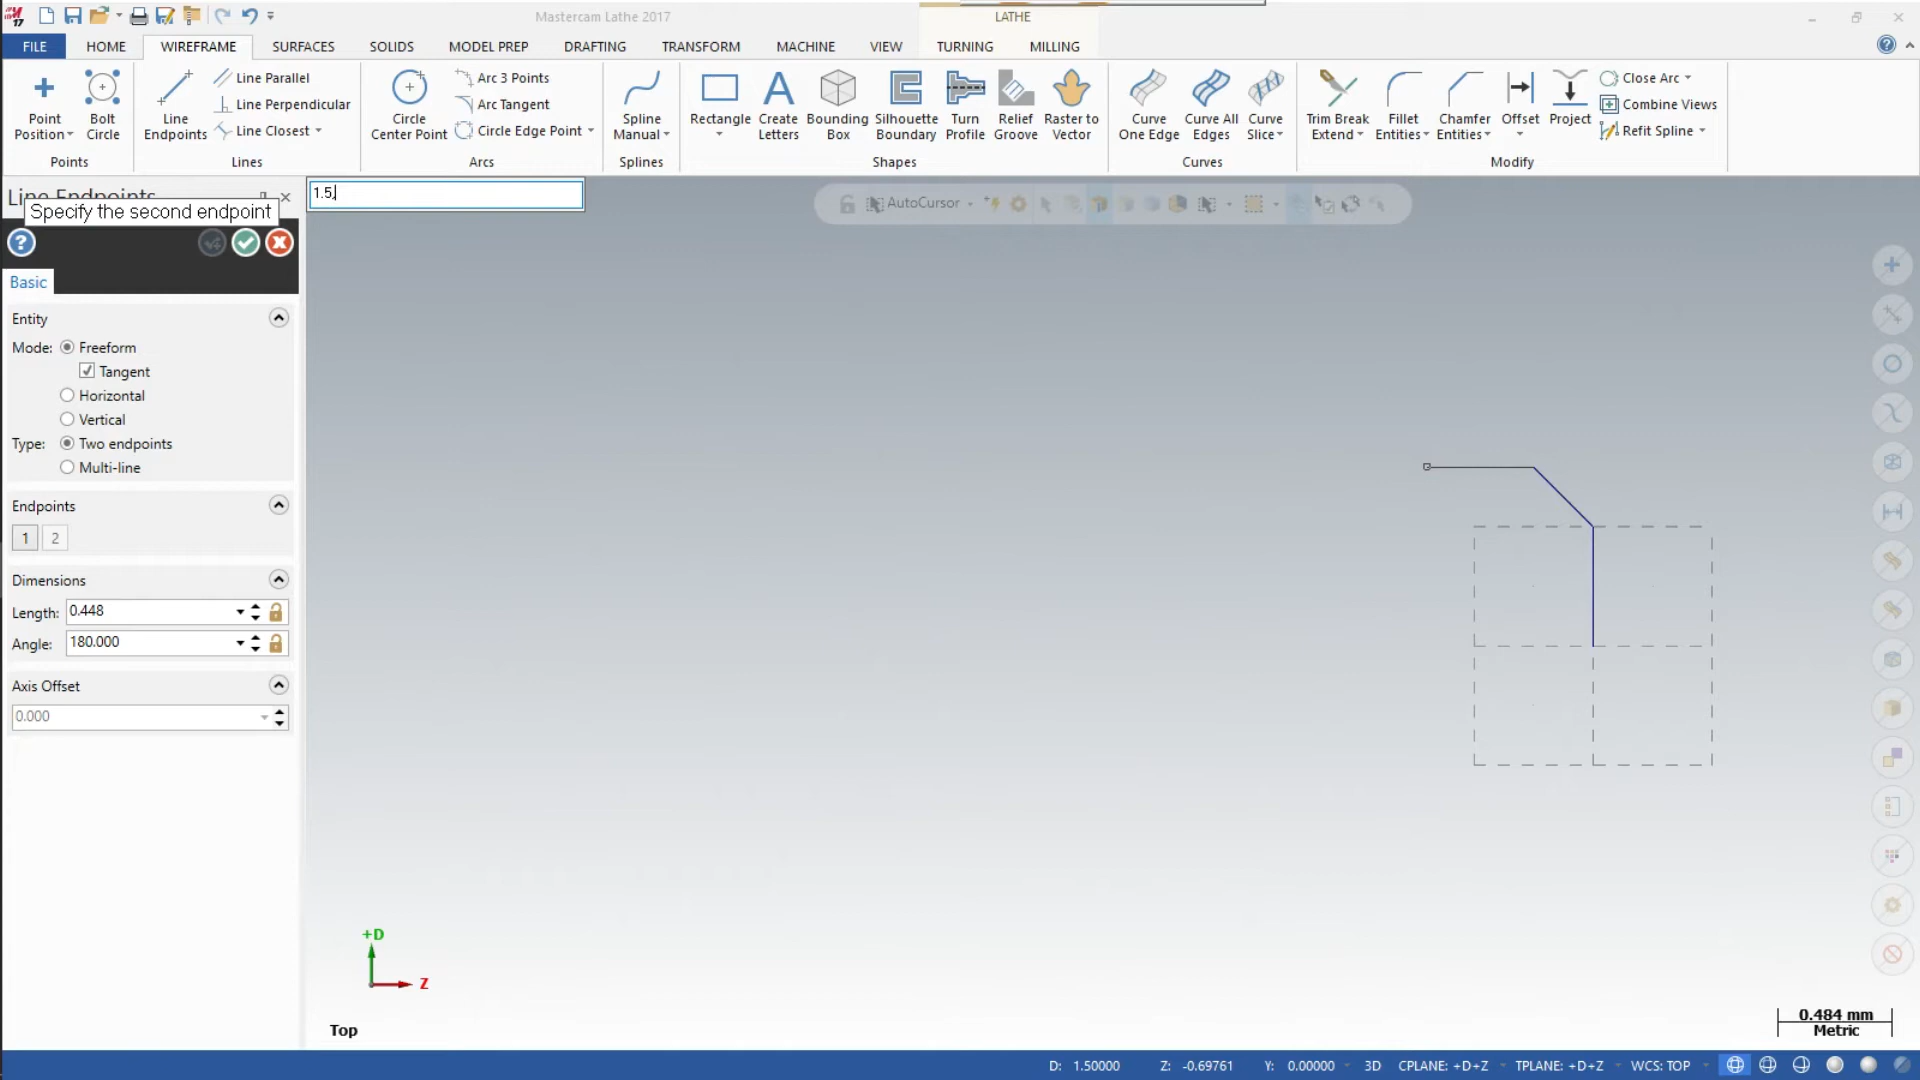 17
Mastercam Lathe 2017
LATHE
FILE
HOME
WIREFRAME
SURFACES
SOLIDS
MODEL PREP
DRAFTING
TRANSFORM
MACHINE
VIEW
TURNING
MILLING
Point Position
Bolt Circle
Points
Line Endpoints
Line Parallel
Line Perpendicular
Line Closest
Lines
Circle Center Point
Arc 3 Points
Arc Tangent
Circle Edge Point
Arcs
Spline Manual
Splines
Rectangle
Create Letters
Bounding Box
Silhouette Boundary
Turn Profile
Relief Groove
Raster to Vector
Shapes
Curve One Edge
Curve All Edges
Curve Slice
Curves
Trim Break Extend
Fillet Entities
Chamfer Entities
Offset
Project
Close Arc
Combine Views
Refit Spline
Modify
Line Endpoints
Specify the second endpoint
1.5,
AutoCursor
Basic
Entity
Mode: Freeform
Tangent
Horizontal
Vertical
Type: Two endpoints
Multi-line
Endpoints
1 2
Dimensions
Length: 0.448
Angle: 180.000
Axis Offset
0.000
+D
Z
Top
0.484 mm
Metric
D: 1.50000 Z: -0.69761 Y: 0.00000 3D CPLANE: +D+Z TPLANE: +D+Z WCS: TOP